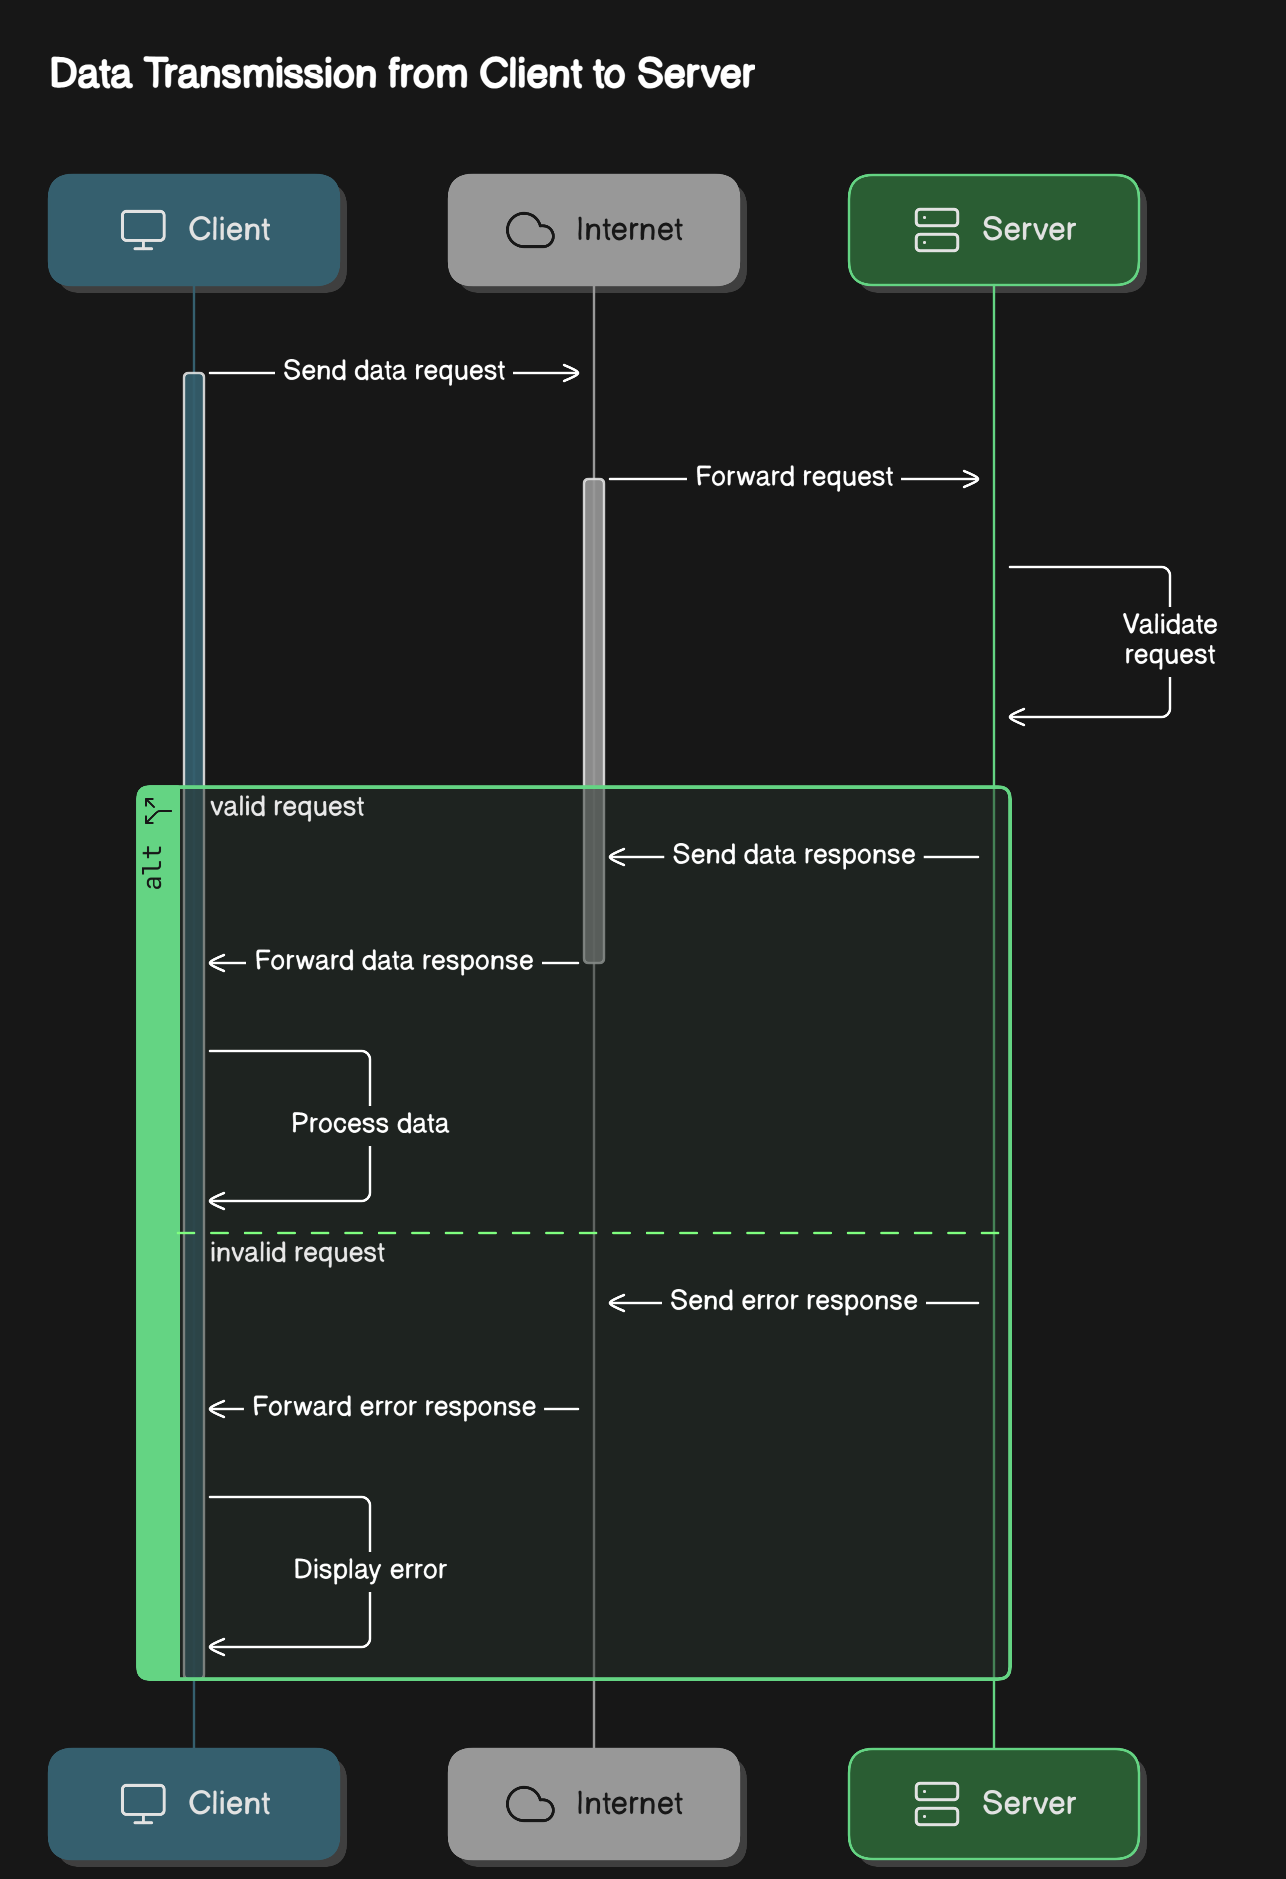 Data Transmission from Client to Server
Client
Internet
Server
Send data request
Forward request
Validate
request
alt
valid request
Send data response
Forward data response
Process data
invalid request
Send error response
Forward error response
Display error
Client
Internet
Server